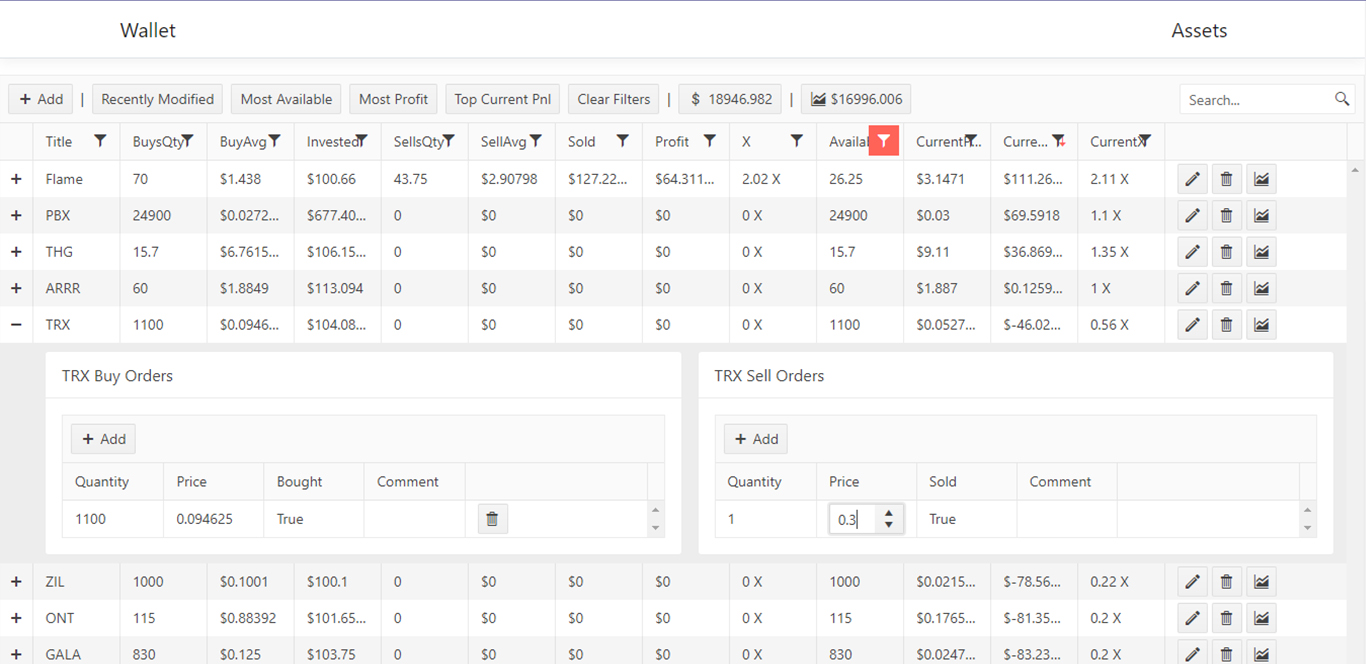 Wallet Assets
+ Add | Recently Modified Most Available Most Profit Top Current Pnl Clear Filters | $ 18946.982 | $16996.006 Search...
Title BuysQty BuyAvg Invested SellsQty SellAvg Sold Profit X Availal CurrentP... Curre... CurrentX
+ Flame 70 $1.438 $100.66 43.75 $2.90798 $127.22... $64.311... 2.02 X 26.25 $3.1471 $111.26... 2.11 X
+ PBX 24900 $0.0272... $677.40... 0 $0 $0 $0 0 X 24900 $0.03 $69.5918 1.1 X
+ THG 15.7 $6.7615... $106.15... 0 $0 $0 $0 0 X 15.7 $9.11 $36.869... 1.35 X
+ ARRR 60 $1.8849 $113.094 0 $0 $0 $0 0 X 60 $1.887 $0.1259... 1 X
− TRX 1100 $0.0946... $104.08... 0 $0 $0 $0 0 X 1100 $0.0527... $-46.02... 0.56 X
TRX Buy Orders
+ Add
Quantity Price Bought Comment
1100 0.094625 True
TRX Sell Orders
+ Add
Quantity Price Sold Comment
1 0.3 True
+ ZIL 1000 $0.1001 $100.1 0 $0 $0 $0 0 X 1000 $0.0215... $-78.56... 0.22 X
+ ONT 115 $0.88392 $101.65... 0 $0 $0 $0 0 X 115 $0.1765... $-81.35... 0.2 X
+ GALA 830 $0.125 $103.75 0 $0 $0 $0 0 X 830 $0.0247... $-83.23... 0.2 X